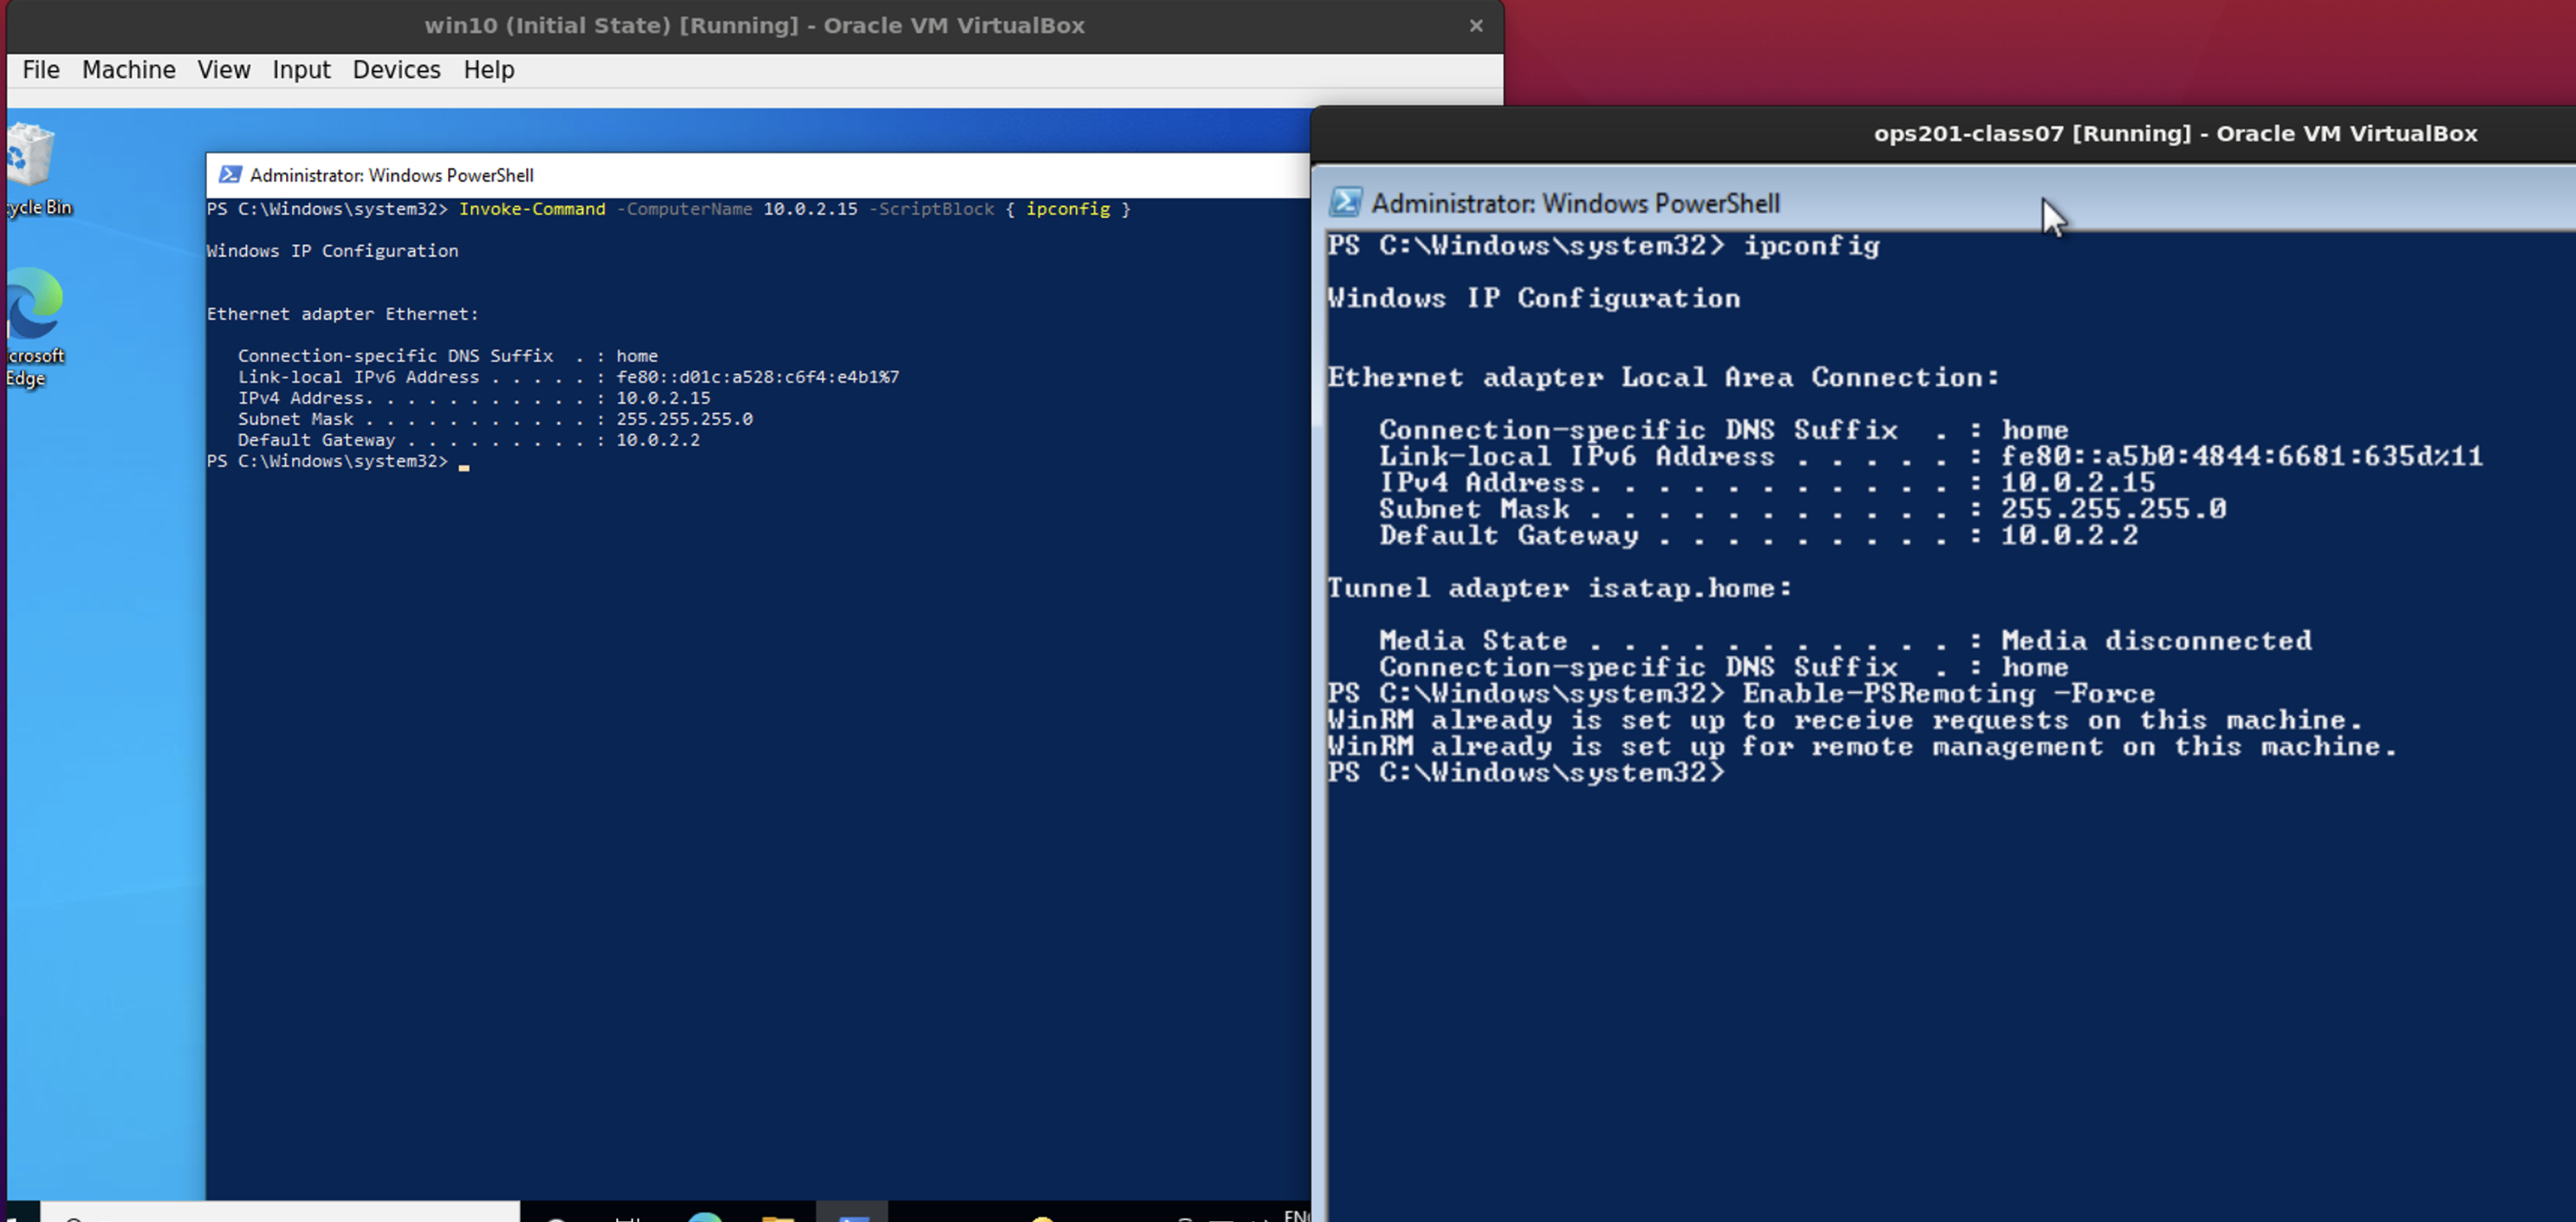 win10 (Initial State) [Running] - Oracle VM VirtualBox
File Machine View Input Devices Help
ycle Bin
crosoft
Edge
Administrator: Windows PowerShell
PS C:\Windows\system32> Invoke-Command -ComputerName 10.0.2.15 -ScriptBlock { ipconfig }
Windows IP Configuration
Ethernet adapter Ethernet:
Connection-specific DNS Suffix . : home
Link-local IPv6 Address . . . . . : fe80::d01c:a528:c6f4:e4b1%7
IPv4 Address. . . . . . . . . . . : 10.0.2.15
Subnet Mask . . . . . . . . . . . : 255.255.255.0
Default Gateway . . . . . . . . . : 10.0.2.2
PS C:\Windows\system32>
ENG
ops201-class07 [Running] - Oracle VM VirtualBox
Administrator: Windows PowerShell
PS C:\Windows\system32> ipconfig
Windows IP Configuration
Ethernet adapter Local Area Connection:
Connection-specific DNS Suffix . : home
Link-local IPv6 Address . . . . . : fe80::a5b0:4844:6681:635d%11
IPv4 Address. . . . . . . . . . . : 10.0.2.15
Subnet Mask . . . . . . . . . . . : 255.255.255.0
Default Gateway . . . . . . . . . : 10.0.2.2
Tunnel adapter isatap.home:
Media State . . . . . . . . . . . : Media disconnected
Connection-specific DNS Suffix . : home
PS C:\Windows\system32> Enable-PSRemoting -Force
WinRM already is set up to receive requests on this machine.
WinRM already is set up for remote management on this machine.
PS C:\Windows\system32>